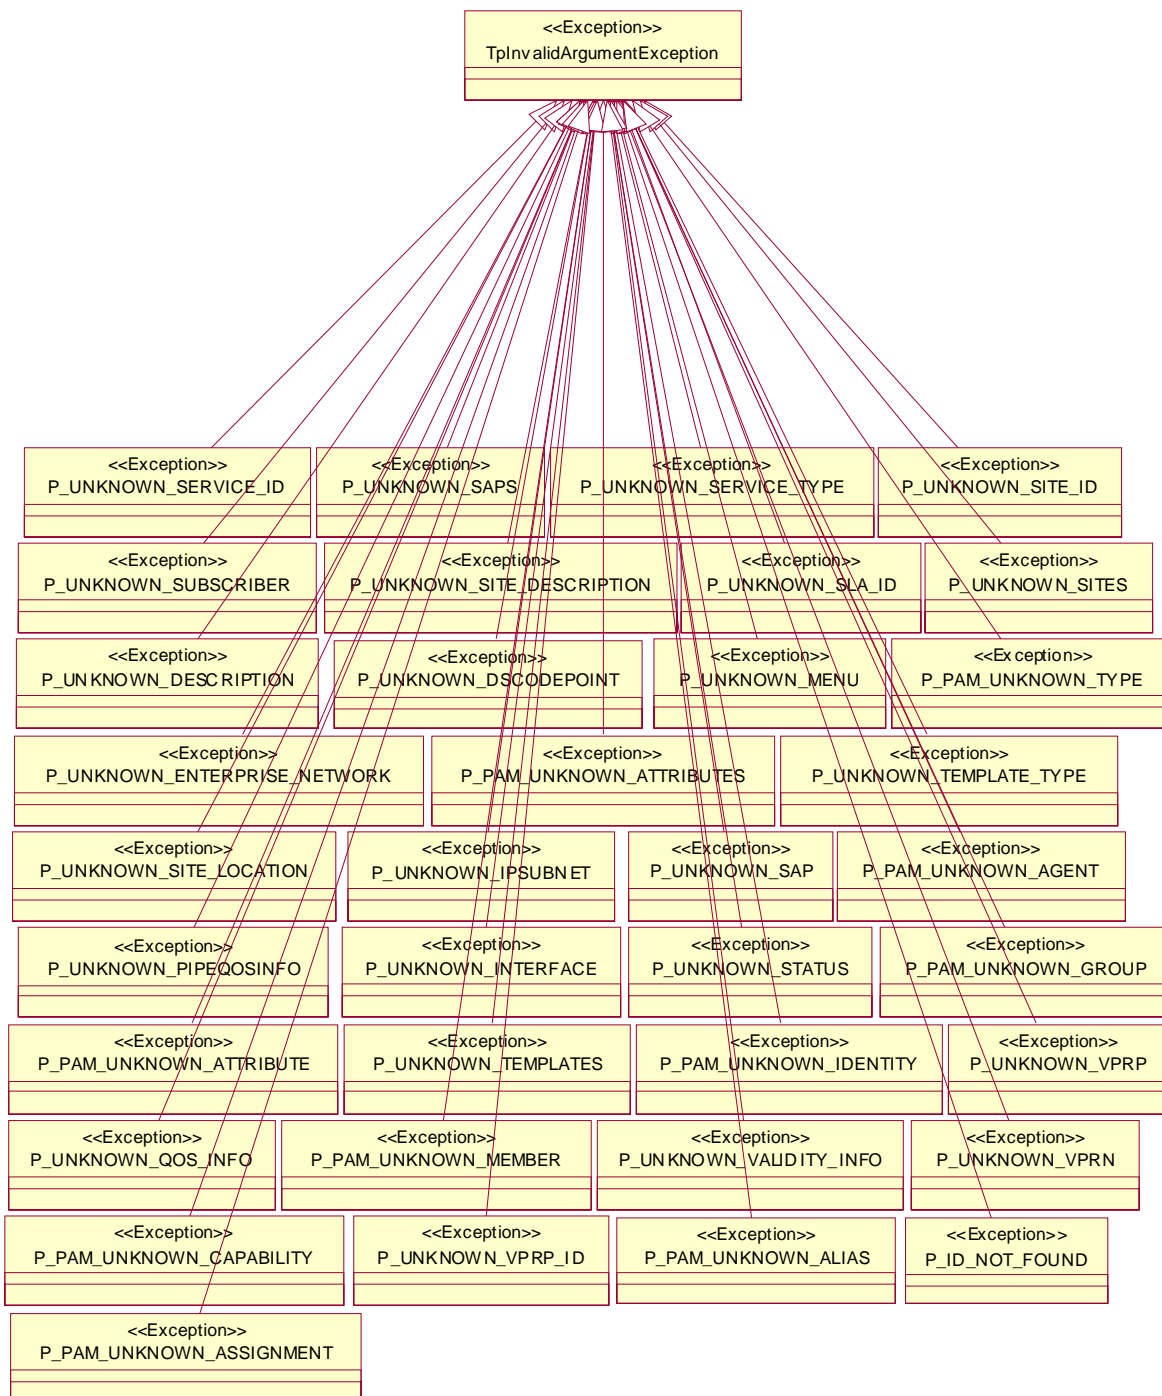 <<Exception>>
TpInvalidArgumentException
<<Exception>>
P_UNKNOWN_SERVICE_ID
<<Exception>>
P_UNKNOWN_SAPS
<<Exception>>
P_UNKNOWN_SERVICE_TYPE
<<Exception>>
P_UNKNOWN_SITE_ID
<<Exception>>
P_UNKNOWN_SUBSCRIBER
<<Exception>>
P_UNKNOWN_SITE_DESCRIPTION
<<Exception>>
P_UNKNOWN_SLA_ID
<<Exception>>
P_UNKNOWN_SITES
<<Exception>>
P_UNKNOWN_DESCRIPTION
<<Exception>>
P_UNKNOWN_DSCODEPOINT
<<Exception>>
P_UNKNOWN_MENU
<<Exception>>
P_PAM_UNKNOWN_TYPE
<<Exception>>
P_UNKNOWN_ENTERPRISE_NETWORK
<<Exception>>
P_PAM_UNKNOWN_ATTRIBUTES
<<Exception>>
P_UNKNOWN_TEMPLATE_TYPE
<<Exception>>
P_UNKNOWN_SITE_LOCATION
<<Exception>>
P_UNKNOWN_IPSUBNET
<<Exception>>
P_UNKNOWN_SAP
<<Exception>>
P_PAM_UNKNOWN_AGENT
<<Exception>>
P_UNKNOWN_PIPEQOSINFO
<<Exception>>
P_UNKNOWN_INTERFACE
<<Exception>>
P_UNKNOWN_STATUS
<<Exception>>
P_PAM_UNKNOWN_GROUP
<<Exception>>
P_PAM_UNKNOWN_ATTRIBUTE
<<Exception>>
P_UNKNOWN_TEMPLATES
<<Exception>>
P_PAM_UNKNOWN_IDENTITY
<<Exception>>
P_UNKNOWN_VPRP
<<Exception>>
P_UNKNOWN_QOS_INFO
<<Exception>>
P_PAM_UNKNOWN_MEMBER
<<Exception>>
P_UNKNOWN_VALIDITY_INFO
<<Exception>>
P_UNKNOWN_VPRN
<<Exception>>
P_PAM_UNKNOWN_CAPABILITY
<<Exception>>
P_UNKNOWN_VPRP_ID
<<Exception>>
P_PAM_UNKNOWN_ALIAS
<<Exception>>
P_ID_NOT_FOUND
<<Exception>>
P_PAM_UNKNOWN_ASSIGNMENT